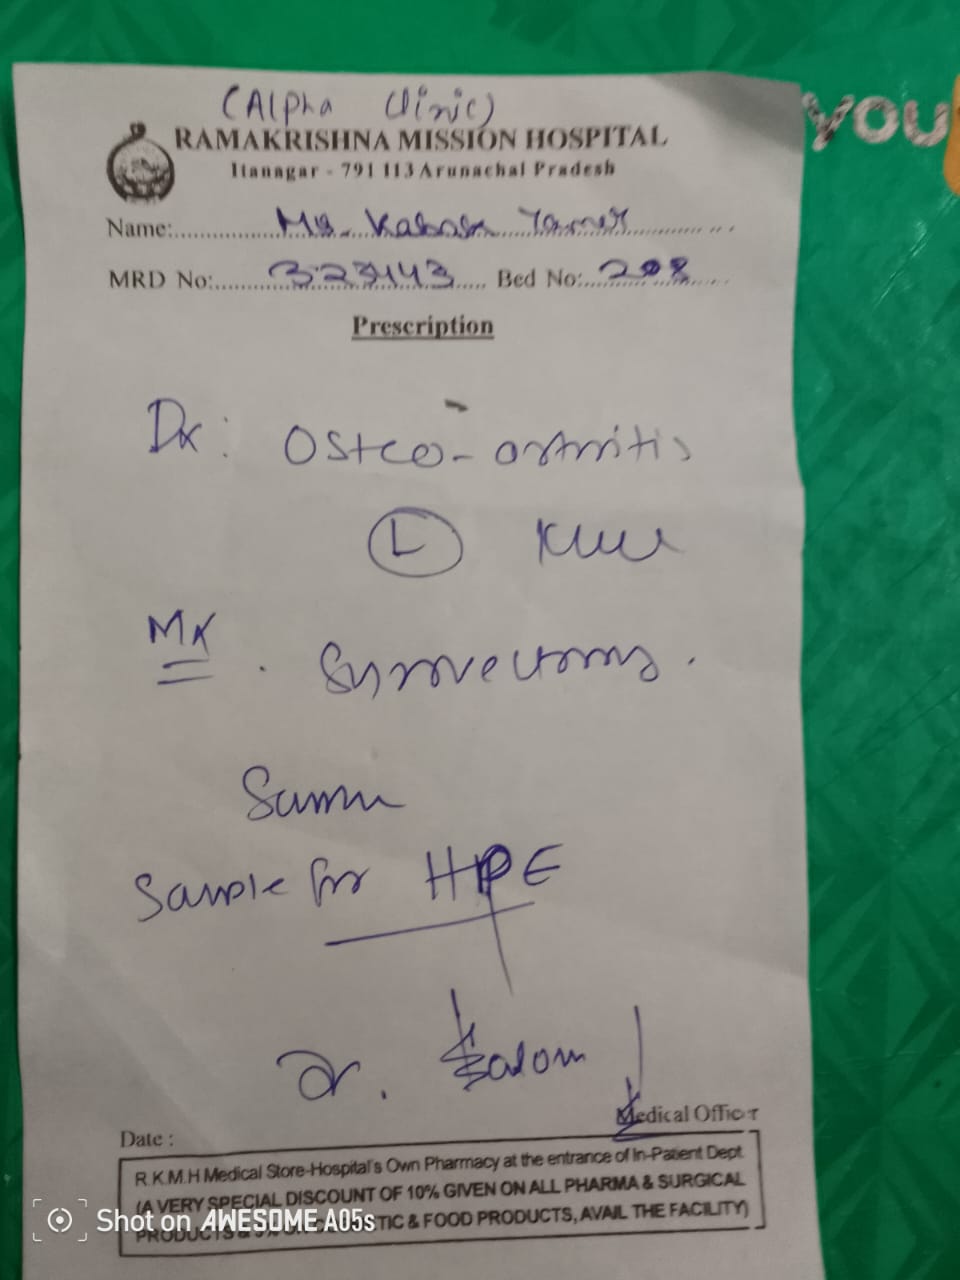 (Alpha Clinic)
RAMAKRISHNA MISSION HOSPITAL
Itanagar - 791 113 Arunachal Pradesh
YOU
Name:
MRD No: 323143 Bed No: 208
Prescription
Dx: Osteo-artritis
L Knee
Synovectomy.
Sample for HPE
Dr.
Medical Officer
Date :
R.K.M.H Medical Store-Hospital's Own Pharmacy at the entrance of In-Patient Dept.
(A VERY SPECIAL DISCOUNT OF 10% GIVEN ON ALL PHARMA & SURGICAL
PRODUCTS & TIC & FOOD PRODUCTS, AVAIL THE FACILITY)
Shot on AWESOME A05s